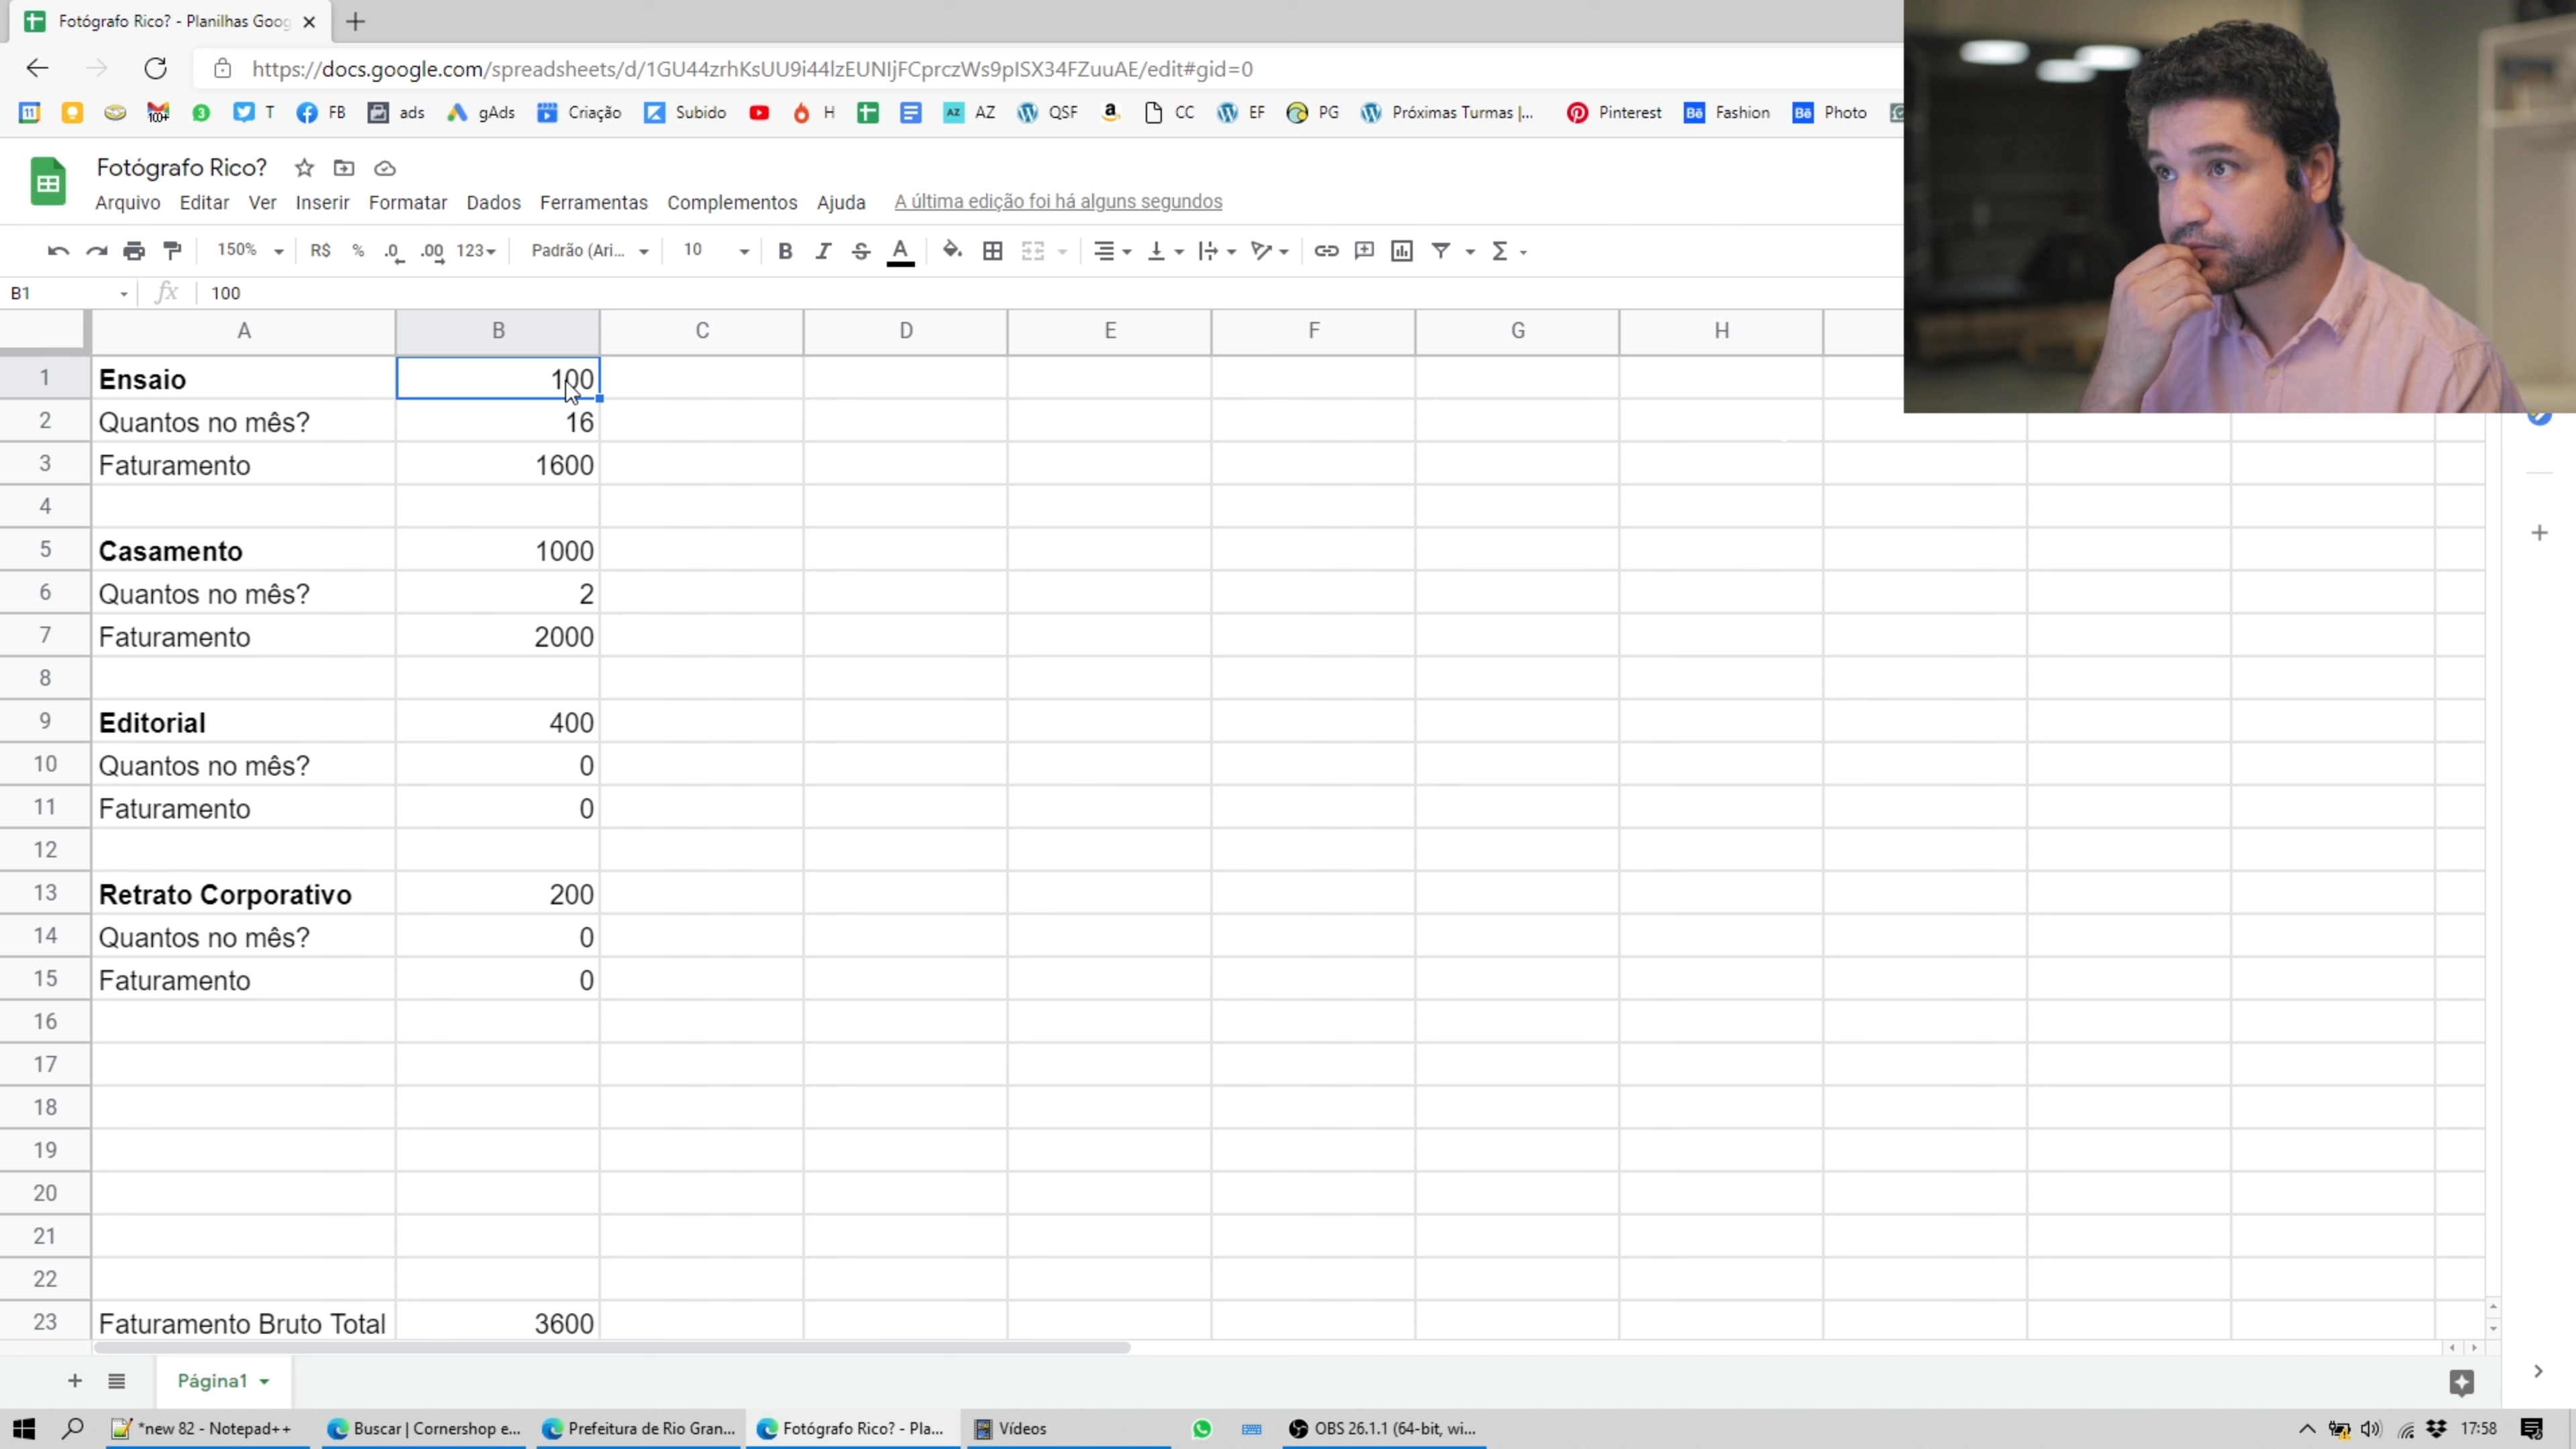 Fotógrafo Rico? - Planilhas Goog
https://docs.google.com/spreadsheets/d/1GU44zrhKsUU9i44lzEUNIjFCprczWs9pISX34FZuuAE/edit#gid=0
11 100+ 3 T FB ads gAds Criação Subido H AZ AZ QSF a CC EF PG Próximas Turmas |... Pinterest Bē Fashion Bē Photo
Fotógrafo Rico?
Arquivo Editar Ver Inserir Formatar Dados Ferramentas Complementos Ajuda A última edição foi há alguns segundos
150% R$ % .0 .00 123 Padrão (Ari... 10 B I S A Σ
B1 fx 100
A B C D E F G H
1 Ensaio 100
2 Quantos no mês? 16
3 Faturamento 1600
4
5 Casamento 1000
6 Quantos no mês? 2
7 Faturamento 2000
8
9 Editorial 400
10 Quantos no mês? 0
11 Faturamento 0
12
13 Retrato Corporativo 200
14 Quantos no mês? 0
15 Faturamento 0
16
17
18
19
20
21
22
23 Faturamento Bruto Total 3600
Página1
*new 82 - Notepad++ Buscar | Cornershop e... Prefeitura de Rio Gran... Fotógrafo Rico? - Pla... Vídeos OBS 26.1.1 (64-bit, wi... 17:58